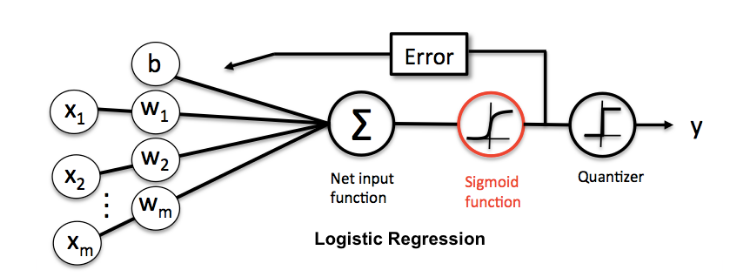 Error
b
x1
w1
x2
w2
⋮
wm
xm
Σ
y
Net input
function
Sigmoid
function
Quantizer
Logistic Regression